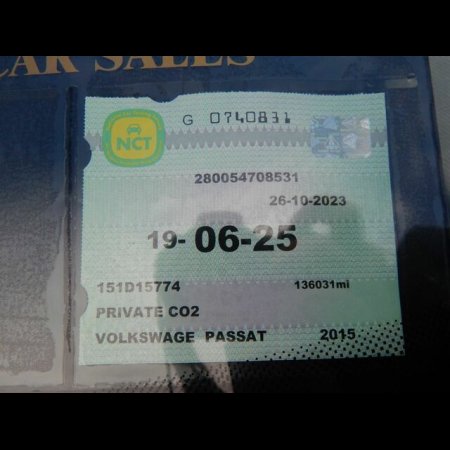 CAR SALES
NCT
G 0740831
280054708531
26-10-2023
19-06-25
151D15774 136031mi
PRIVATE CO2
VOLKSWAGE PASSAT 2015